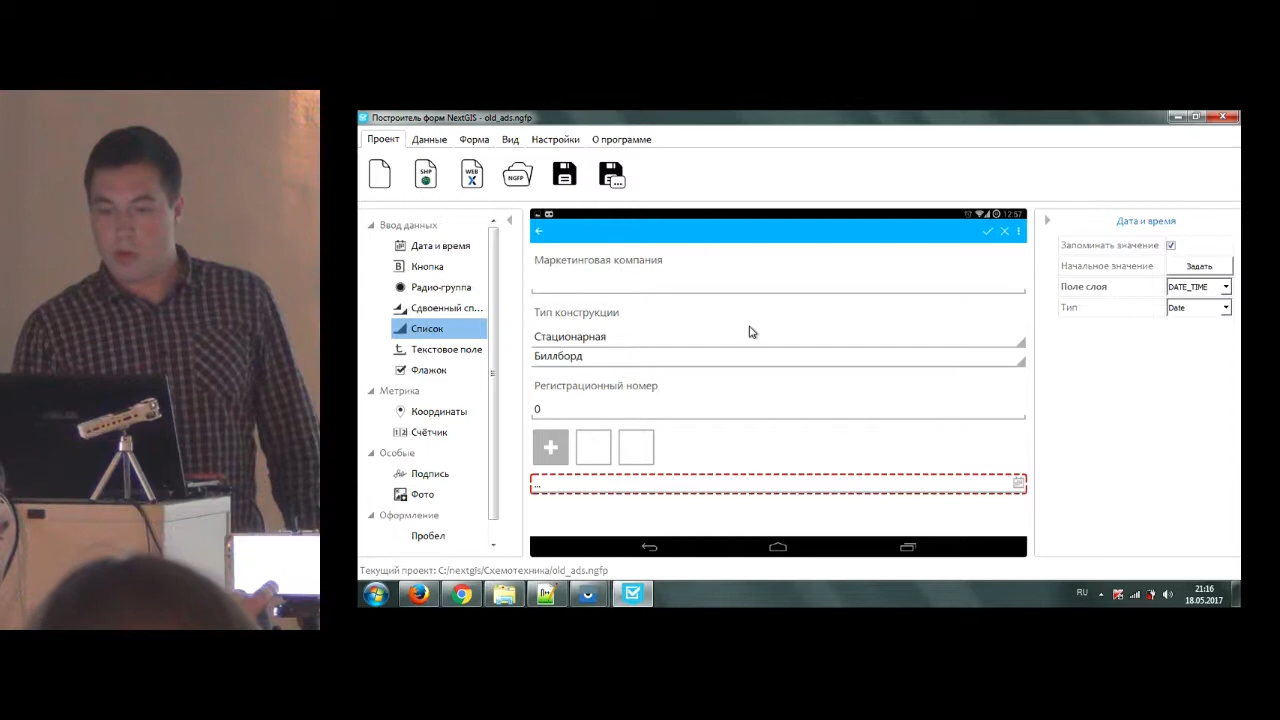 Построитель форм NextGIS - old_ads.ngfp
Проект Данные Форма Вид Настройки О программе
SHP WEB NGFP
Ввод данных
Дата и время
Кнопка
Радио-группа
Сдвоенный сп...
Список
Текстовое поле
Флажок
Метрика
Координаты
Счётчик
Особые
Подпись
Фото
Оформление
Пробел
12:57
Маркетинговая компания
Тип конструкции
Стационарная
Биллборд
Регистрационный номер
0
...
Дата и время
Запоминать значение
Начальное значение Задать
Поле слоя DATE_TIME
Тип Date
Текущий проект: C:/nextgis/Схемотехника/old_ads.ngfp
RU
21:16
18.05.2017